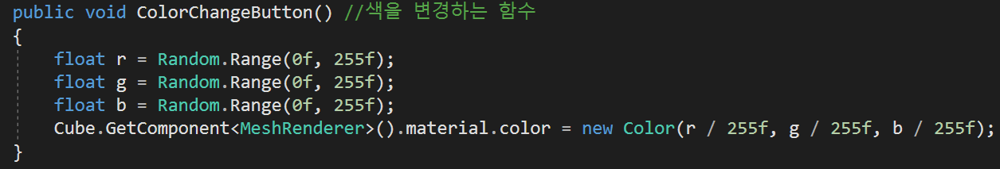 public void ColorChangeButton() //색을 변경하는 함수
{
    float r = Random.Range(0f, 255f);
    float g = Random.Range(0f, 255f);
    float b = Random.Range(0f, 255f);
    Cube.GetComponent<MeshRenderer>().material.color = new Color(r / 255f, g / 255f, b / 255f);
}